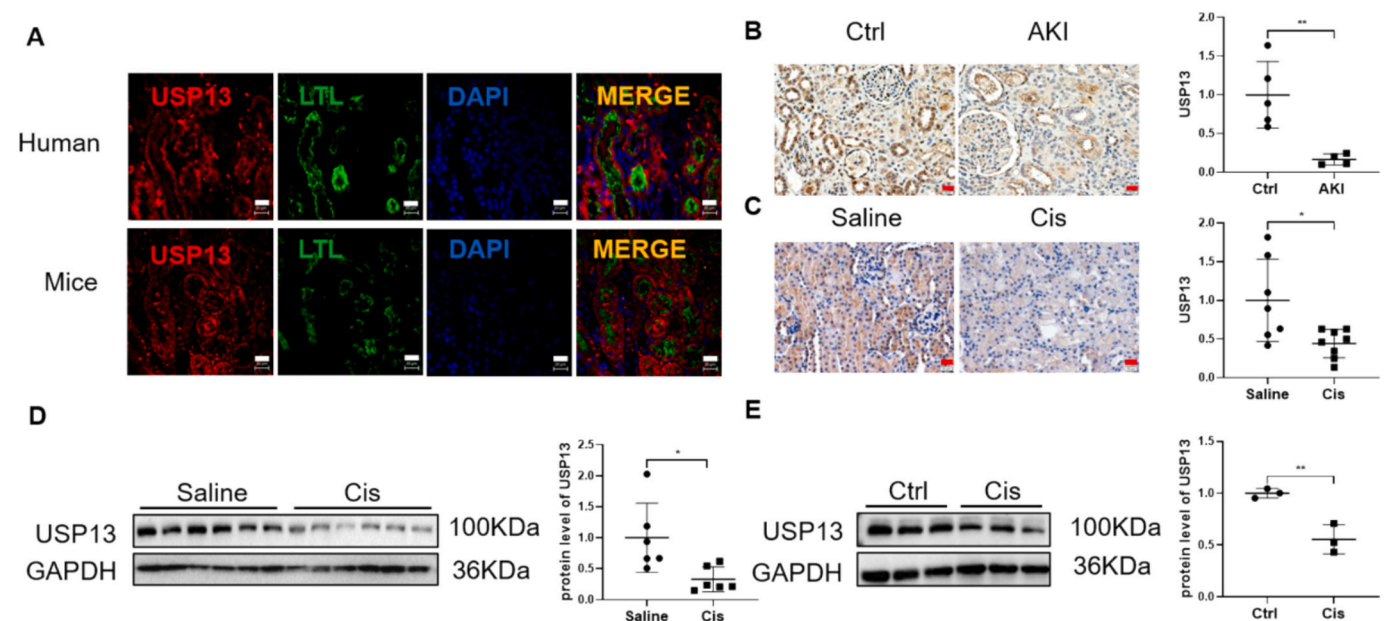 A
USP13 LTL DAPI MERGE
Human
USP13 LTL DAPI MERGE
Mice
B
Ctrl AKI
USP13
2.0
1.5
1.0
0.5
0.0
**
Ctrl AKI
C
Saline Cis
USP13
2.0
1.5
1.0
0.5
0.0
*
Saline Cis
D
Saline Cis
USP13 100KDa
GAPDH 36KDa
protein level of USP13
2.5
2.0
1.5
1.0
0.5
0.0
*
Saline Cis
E
Ctrl Cis
USP13 100KDa
GAPDH 36KDa
protein level of USP13
1.5
1.0
0.5
0.0
**
Ctrl Cis